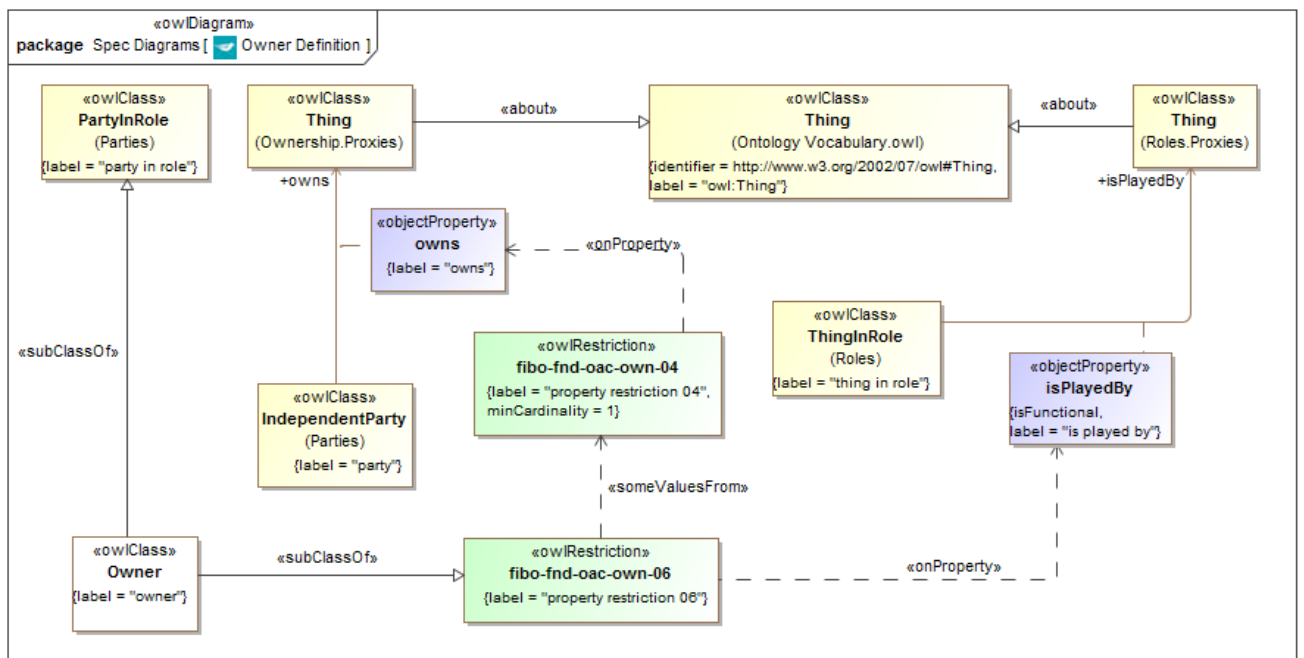 «owlDiagram»
package Spec Diagrams [ Owner Definition ]
«owlClass»
PartyInRole
(Parties)
{label = "party in role"}
«owlClass»
Thing
(Ownership.Proxies)
«about»
«owlClass»
Thing
(Ontology Vocabulary.owl)
{identifier = http://www.w3.org/2002/07/owl#Thing,
label = "owl:Thing"}
«about»
«owlClass»
Thing
(Roles.Proxies)
+owns
+isPlayedBy
«objectProperty»
owns
{label = "owns"}
«onProperty»
«subClassOf»
«owlRestriction»
fibo-fnd-oac-own-04
{label = "property restriction 04",
minCardinality = 1}
«owlClass»
ThingInRole
(Roles)
{label = "thing in role"}
«objectProperty»
isPlayedBy
{isFunctional,
label = "is played by"}
«owlClass»
IndependentParty
(Parties)
{label = "party"}
«someValuesFrom»
«owlClass»
Owner
{label = "owner"}
«subClassOf»
«owlRestriction»
fibo-fnd-oac-own-06
{label = "property restriction 06"}
«onProperty»